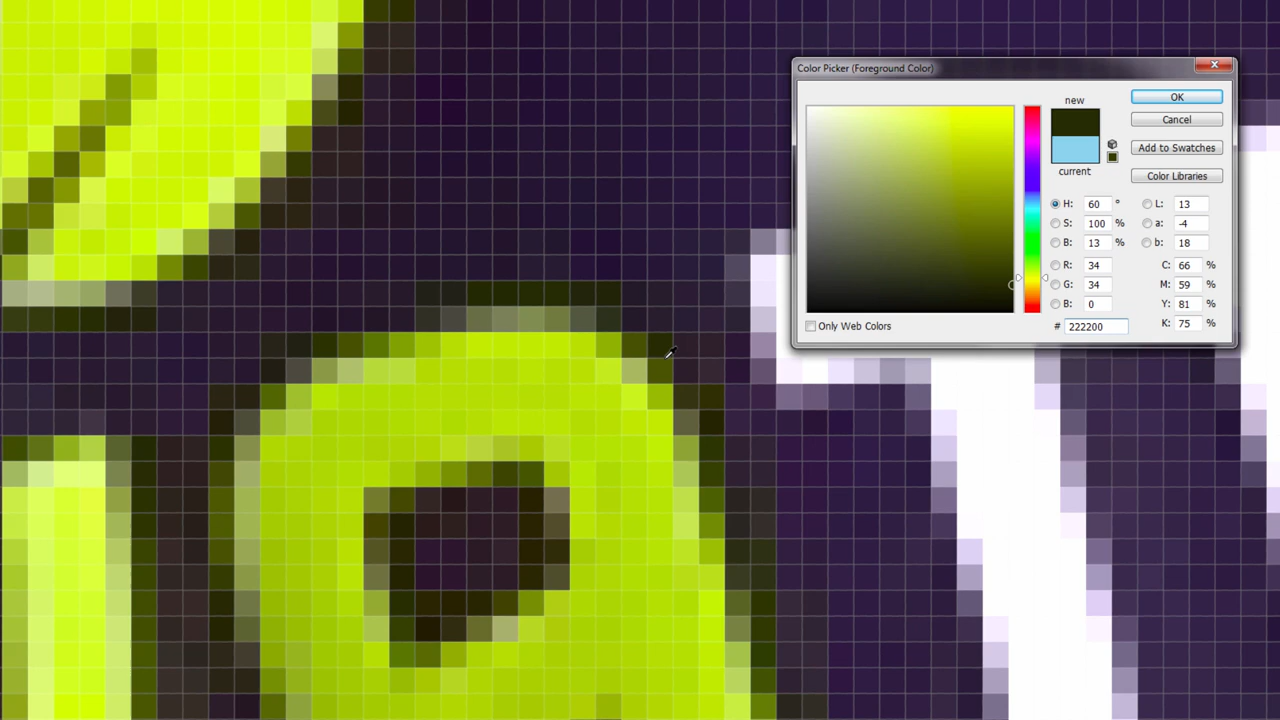 Color Picker (Foreground Color)
new
current
OK
Cancel
Add to Swatches
Color Libraries
H: 60 °
S: 100 %
B: 13 %
R: 34
G: 34
B: 0
L: 13
a: -4
b: 18
C: 66 %
M: 59 %
Y: 81 %
K: 75 %
# 222200
Only Web Colors